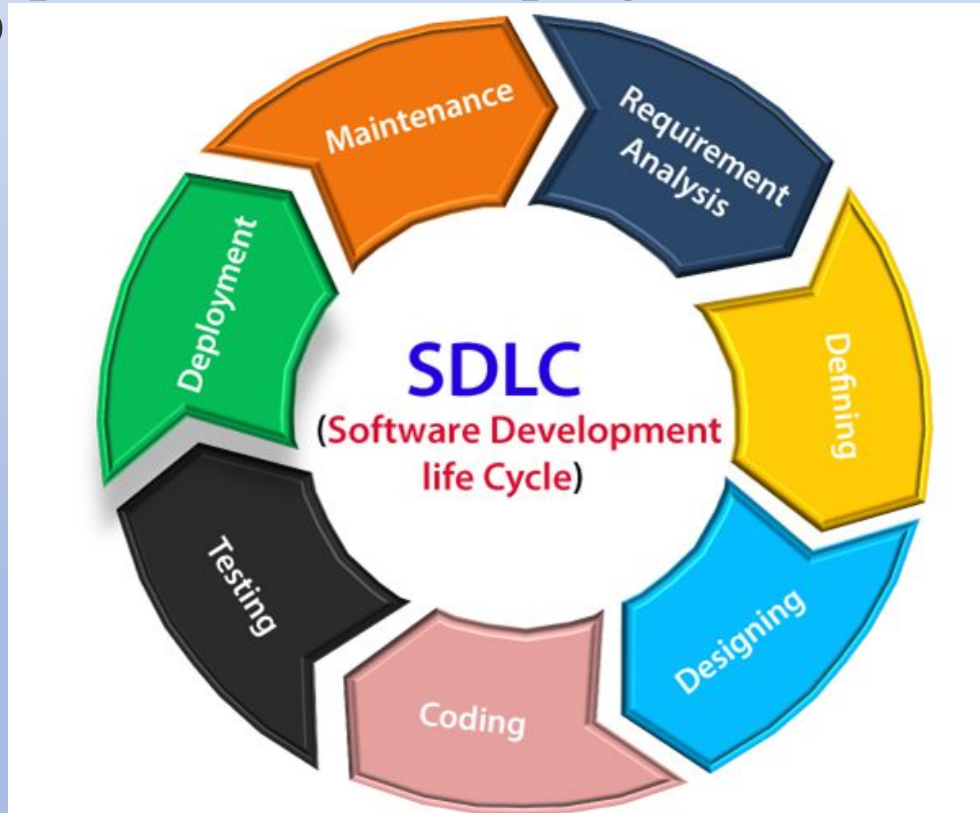 SDLC
(Software Development
life Cycle)
Requirement
Analysis
Defining
Designing
Coding
Testing
Deployment
Maintenance